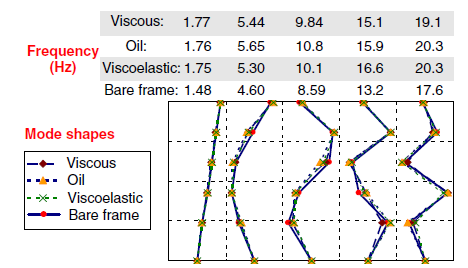 Viscous: 1.77 5.44 9.84 15.1 19.1
Frequency (Hz)
Oil: 1.76 5.65 10.8 15.9 20.3
Viscoelastic: 1.75 5.30 10.1 16.6 20.3
Bare frame: 1.48 4.60 8.59 13.2 17.6
Mode shapes
Viscous
Oil
Viscoelastic
Bare frame